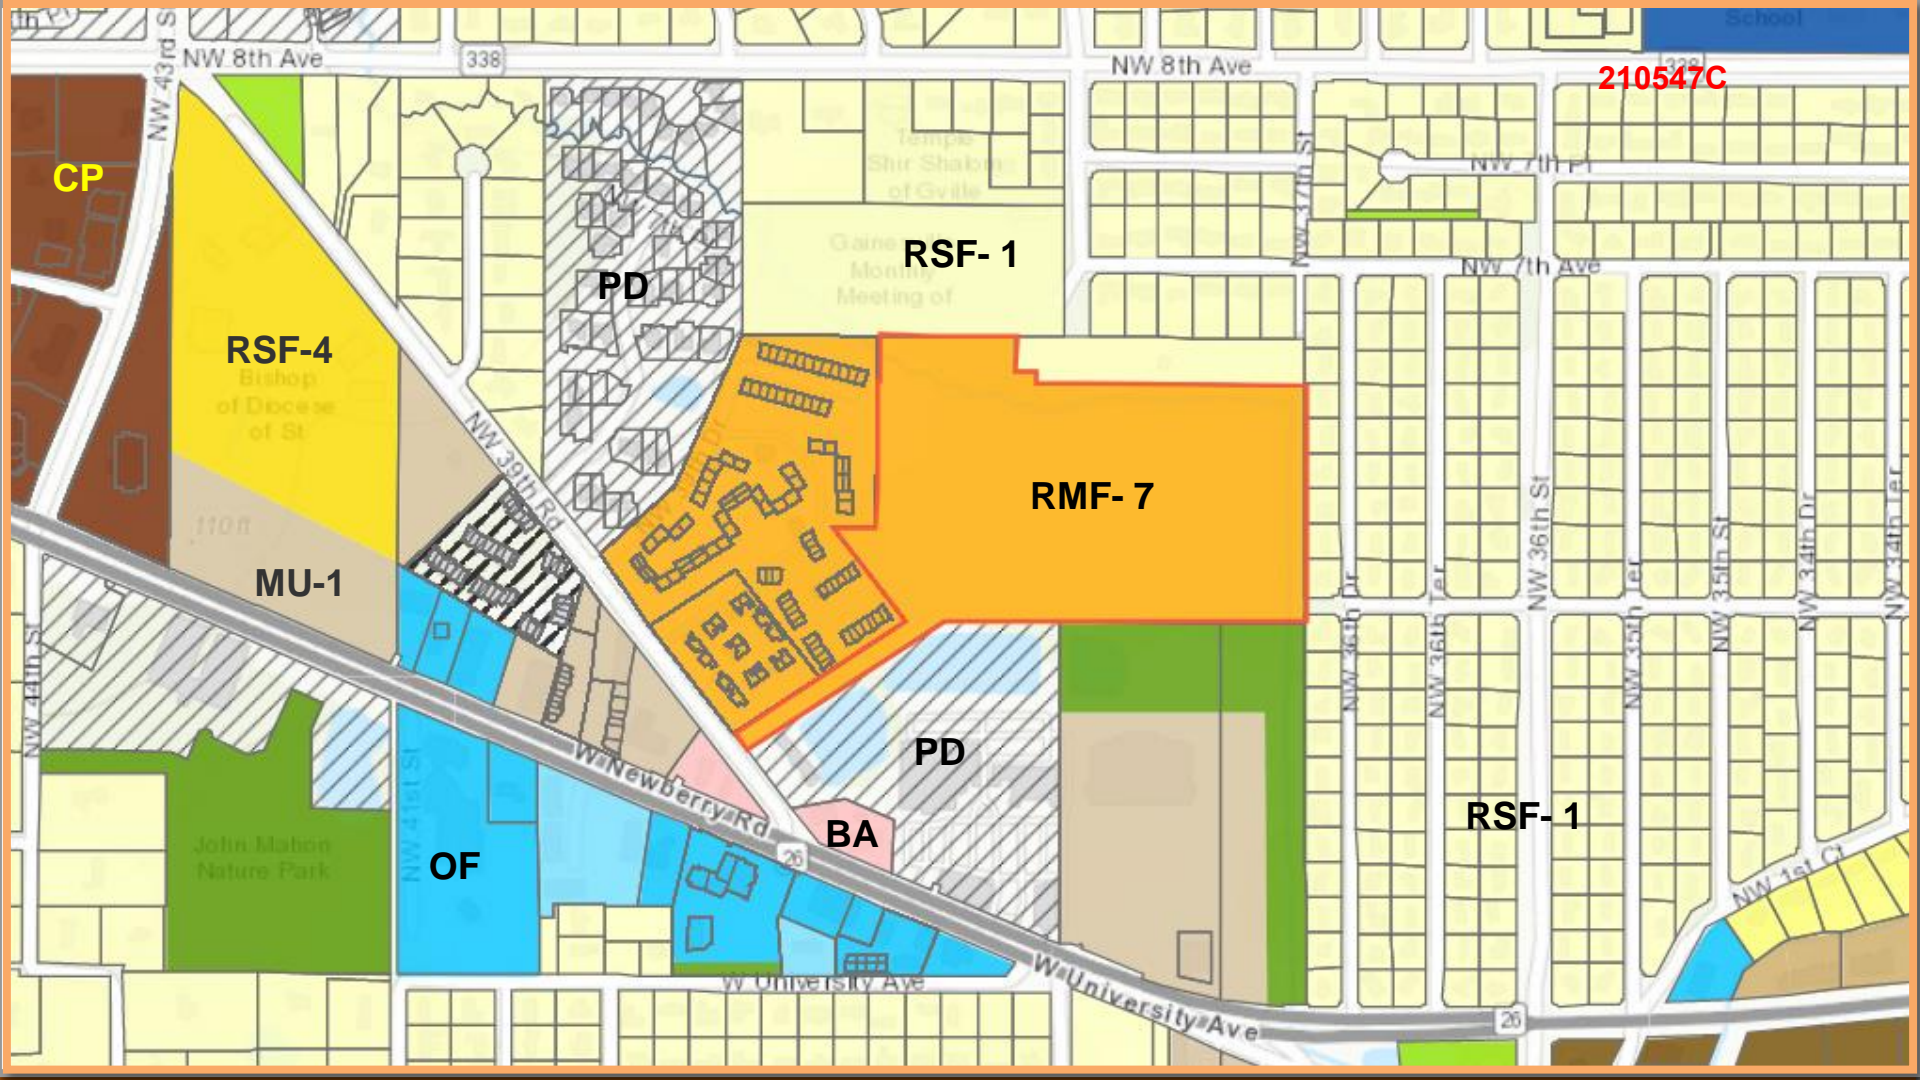 School
NW 8th Ave
338
NW 8th Ave
338
210547C
NW 43rd St
CP
Temple
Shir Shalom
of Gville
NW 37th St
NW 7th Pl
PD
RSF- 1
Gainesville
Monthly
Meeting of
NW 7th Ave
RSF-4
Bishop
of Diocese
of St
NW 39th Rd
RMF- 7
110 ft
MU-1
NW 36th St
NW 35th St
NW 34th Dr
NW 34th Ter
NW 36th Dr
NW 36th Ter
NW 35th Ter
NW 44th St
NW 41st St
W Newberry Rd
PD
RSF- 1
BA
26
John Mahon
Nature Park
OF
NW 1st Ct
W University Ave
W University Ave
26